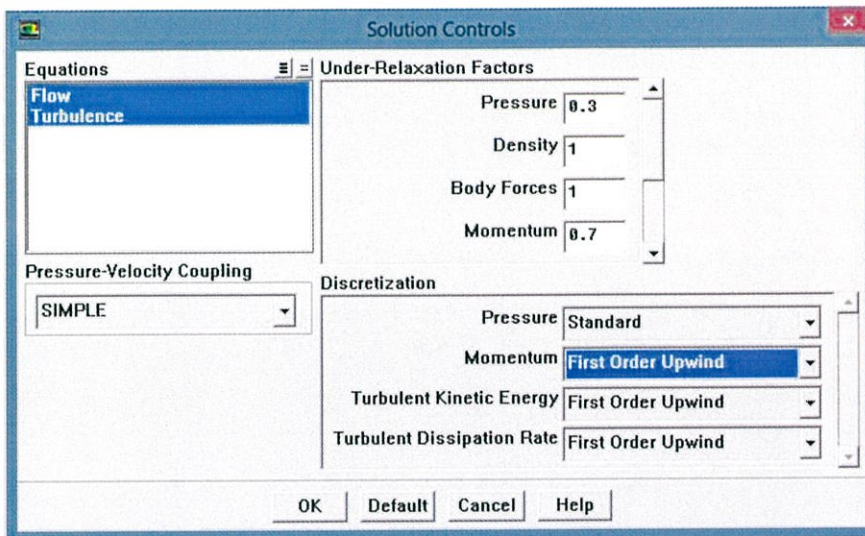 Solution Controls
Equations
Flow
Turbulence
Pressure-Velocity Coupling
SIMPLE
Under-Relaxation Factors
Pressure 0.3
Density 1
Body Forces 1
Momentum 0.7
Discretization
Pressure Standard
Momentum First Order Upwind
Turbulent Kinetic Energy First Order Upwind
Turbulent Dissipation Rate First Order Upwind
OK Default Cancel Help